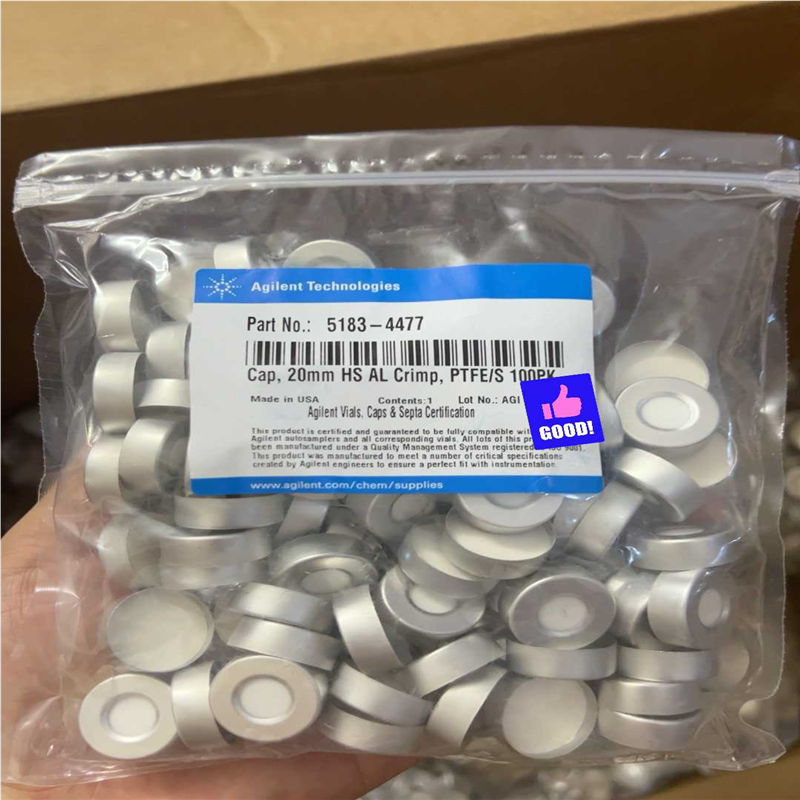 Agilent Technologies
Part No.: 5183-4477
Cap, 20mm HS AL Crimp, PTFE/S 100PK
Made in USA Contents:1 Lot No.: AGI
Agilent Vials, Caps & Septa Certification
This product is certified and guaranteed to be fully compatible with
Agilent autosamplers and all corresponding vials. All lots of this
been manufactured under a Quality Management System registered 9001.
This product was manufactured to meet a number of critical specifications
created by Agilent engineers to ensure a perfect fit with instrumentation.
www.agilent.com/chem/supplies
GOOD!